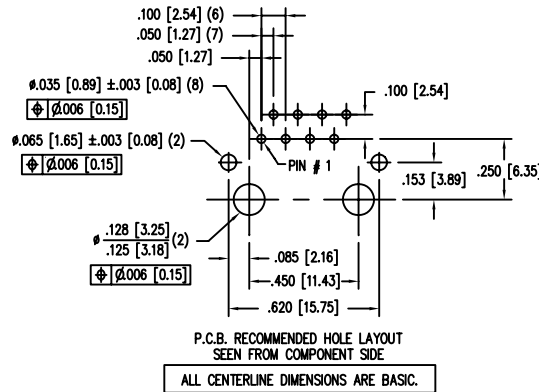 .100 [2.54] (6)
.050 [1.27] (7)
.050 [1.27]
ø.035 [0.89] ±.003 [0.08] (8)
⌖ Ø.006 [0.15]
.100 [2.54]
ø.065 [1.65] ±.003 [0.08] (2)
⌖ Ø.006 [0.15]
PIN # 1
.153 [3.89]
.250 [6.35]
ø .128 [3.25]
.125 [3.18] (2)
⌖ Ø.006 [0.15]
.085 [2.16]
.450 [11.43]
.620 [15.75]
P.C.B. RECOMMENDED HOLE LAYOUT
SEEN FROM COMPONENT SIDE
ALL CENTERLINE DIMENSIONS ARE BASIC.